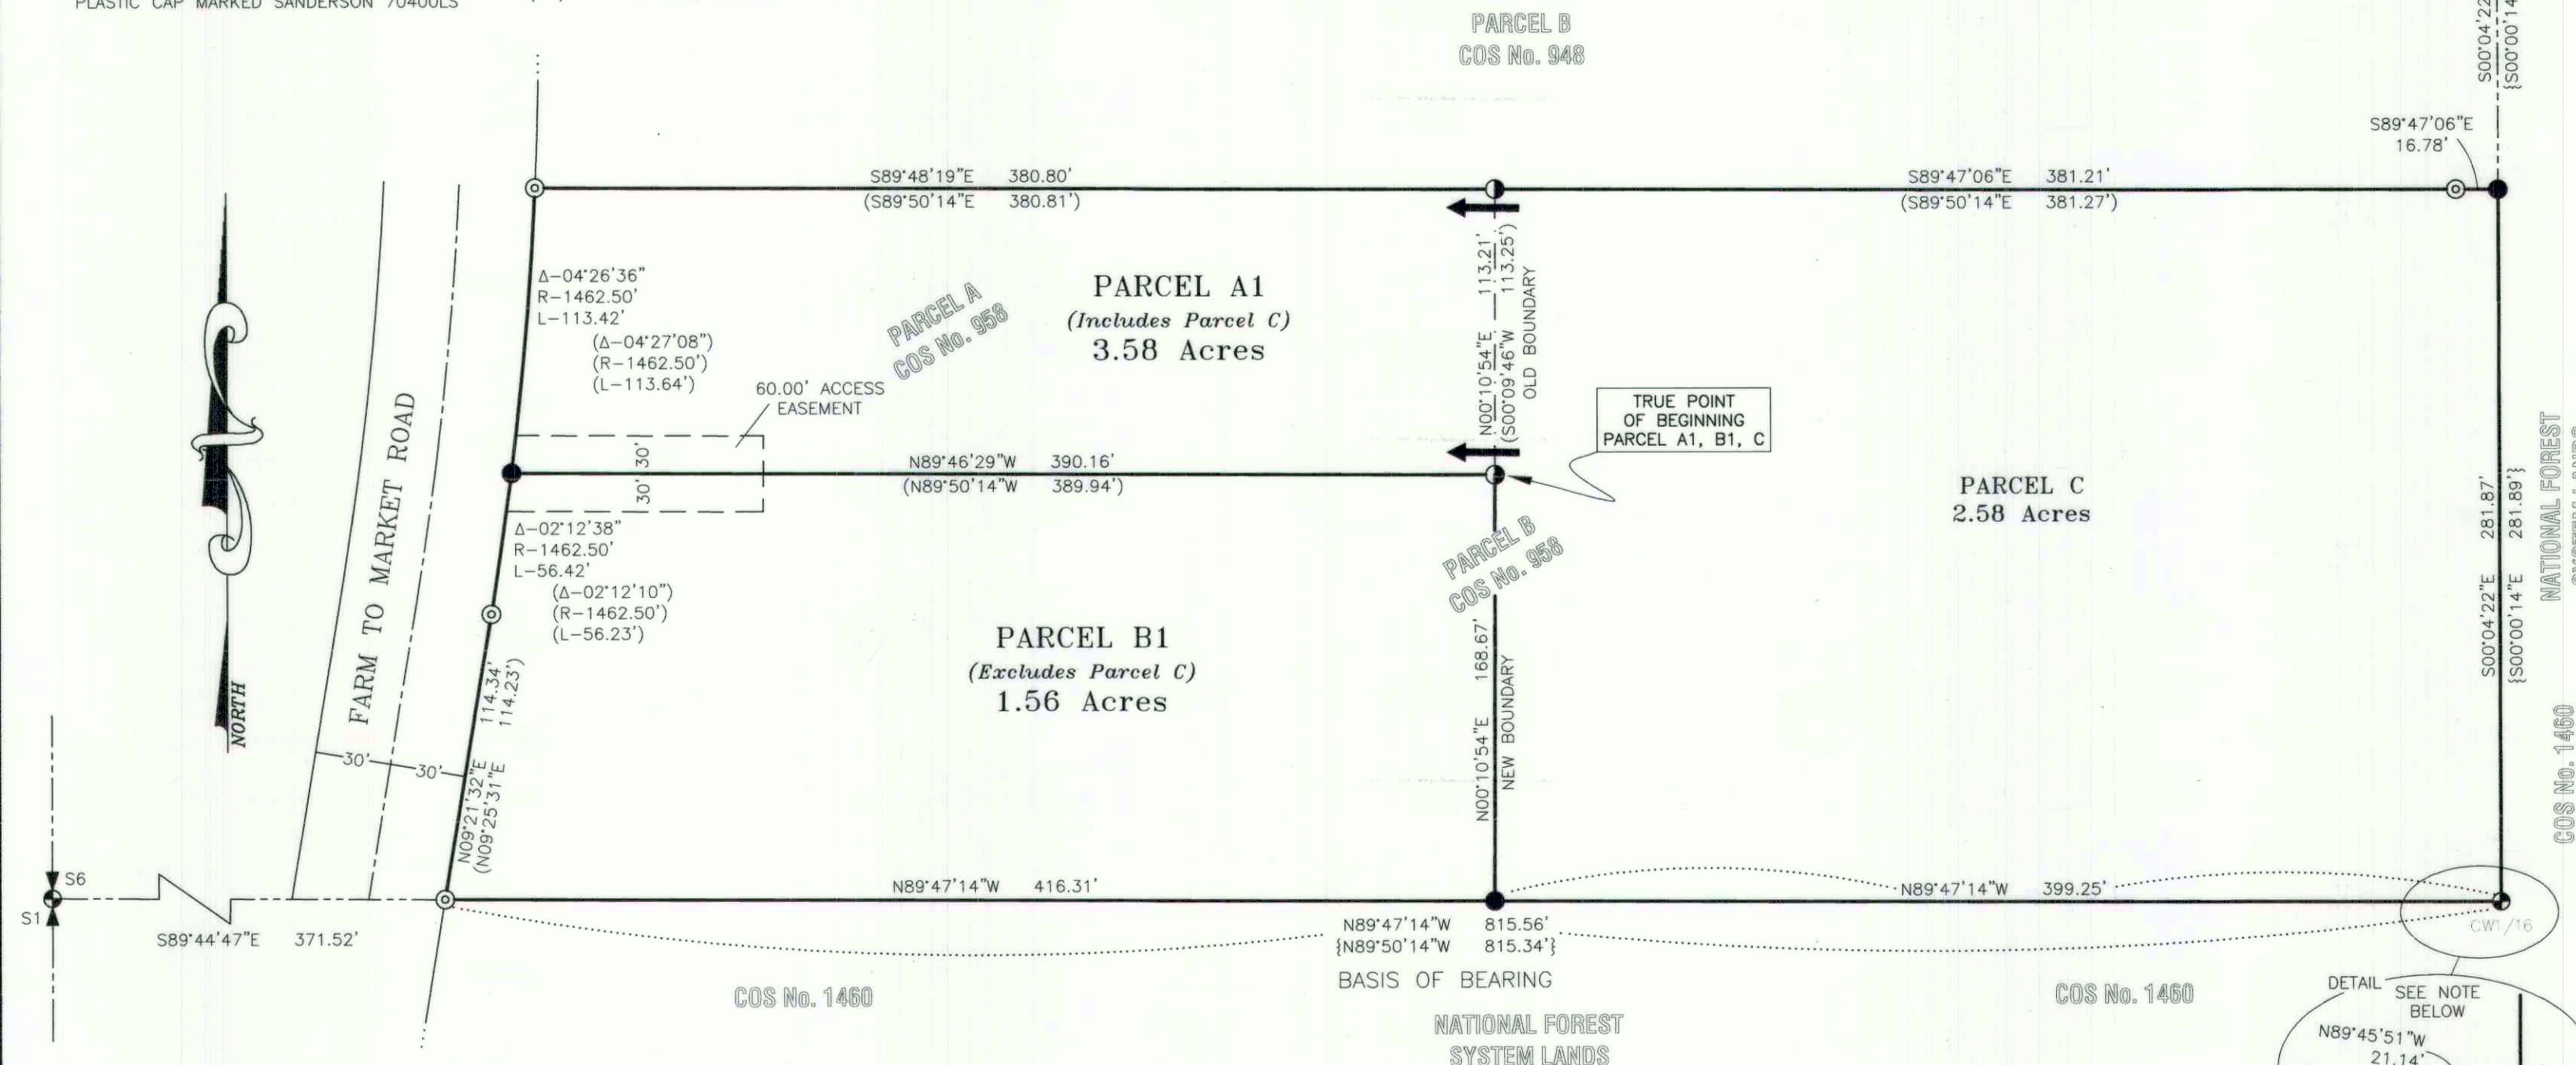 PLASTIC CAP MARKED SANDERSON 70400LS
PARCEL B
COS No. 948
S00°04'22
}S00°00'14
S89°47'06"E
16.78'
S89°48'19"E 380.80'
(S89°50'14"E 380.81')
S89°47'06"E 381.21'
(S89°50'14"E 381.27')
Δ-04°26'36"
R-1462.50'
L-113.42'
(Δ-04°27'08")
(R-1462.50')
(L-113.64')
PARCEL A
COS No. 958
PARCEL A1
(Includes Parcel C)
3.58 Acres
N00°10'54"E 113.21'
(S00°09'46"W 113.25')
OLD BOUNDARY
60.00' ACCESS
EASEMENT
TRUE POINT
OF BEGINNING
PARCEL A1, B1, C
FARM TO MARKET ROAD
30'
30'
N89°46'29"W 390.16'
(N89°50'14"W 389.94')
PARCEL C
2.58 Acres
S00°04'22"E 281.87'
{S00°00'14"E 281.89'}
NATIONAL FOREST
SYSTEM LANDS
Δ-02°12'38"
R-1462.50'
L-56.42'
(Δ-02°12'10")
(R-1462.50')
(L-56.23')
PARCEL B
COS No. 958
PARCEL B1
(Excludes Parcel C)
1.56 Acres
N00°10'54"E 168.67'
NEW BOUNDARY
N09°21'32"E 114.34'
(N09°25'31"E 114.23')
NORTH
30'
30'
COS No. 1460
S6
S1
S89°44'47"E 371.52'
N89°47'14"W 416.31'
N89°47'14"W 399.25'
N89°47'14"W 815.56'
{N89°50'14"W 815.34'}
BASIS OF BEARING
CW1/16
COS No. 1460
COS No. 1460
NATIONAL FOREST
SYSTEM LANDS
DETAIL
SEE NOTE
BELOW
N89°45'51"W
21.14'